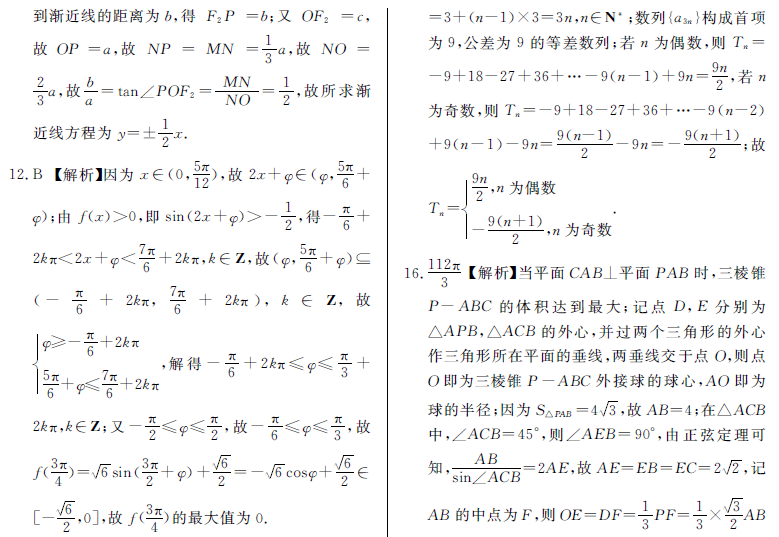 到渐近线的距离为 b,得 F₂P =b;又 OF₂ =c,
故 OP =a,故 NP = MN = 1/3 a,故 NO =
2/3 a,故 b/a = tan∠POF₂ = MN/NO = 1/2,故所求渐
近线方程为 y=± 1/2 x.
12. B 【解析】因为 x∈(0, 5π/12),故 2x+φ∈(φ, 5π/6 +
φ);由 f(x)>0,即 sin(2x+φ)>− 1/2,得− π/6 +
2kπ<2x+φ< 7π/6 +2kπ,k∈Z,故(φ, 5π/6 +φ)⊆
(− π/6 + 2kπ, 7π/6 + 2kπ), k ∈ Z, 故
{ φ≥− π/6 +2kπ
5π/6 +φ≤ 7π/6 +2kπ ,解得− π/6 +2kπ≤φ≤ π/3 +
2kπ,k∈Z;又− π/2 ≤φ≤ π/2,故− π/6 ≤φ≤ π/3,故
f(3π/4)=√6 sin(3π/2 +φ)+ √6/2 =−√6 cosφ+ √6/2 ∈
[− √6/2,0],故 f(3π/4)的最大值为 0.
=3+(n−1)×3=3n,n∈N*;数列{a₃ₙ}构成首项
为 9,公差为 9 的等差数列;若 n 为偶数,则 Tₙ=
−9+18−27+36+⋯−9(n−1)+9n= 9n/2,若 n
为奇数,则 Tₙ=−9+18−27+36+⋯−9(n−2)
+9(n−1)−9n= 9(n−1)/2 −9n=− 9(n+1)/2;故
Tₙ= { 9n/2,n 为偶数
− 9(n+1)/2,n 为奇数 .
16. 112π/3 【解析】当平面 CAB⊥平面 PAB 时,三棱锥
P−ABC 的体积达到最大;记点 D,E 分别为
△APB,△ACB 的外心,并过两个三角形的外心
作三角形所在平面的垂线,两垂线交于点 O,则点
O 即为三棱锥 P−ABC 外接球的球心,AO 即为
球的半径;因为 S△PAB =4√3,故 AB=4;在△ACB
中,∠ACB=45°,则∠AEB=90°,由正弦定理可
知, AB/sin∠ACB =2AE,故 AE=EB=EC=2√2,记
AB 的中点为 F,则 OE=DF= 1/3 PF= 1/3 × √3/2 AB